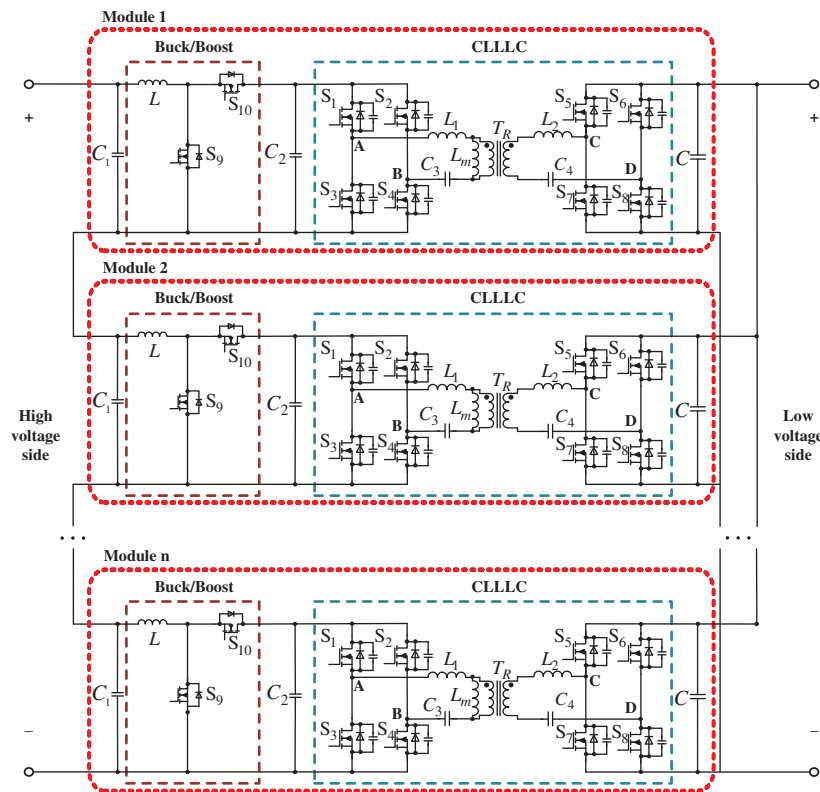 Module 1
Buck/Boost
CLLLC
L
S10
S9
C1
C2
S1
S2
S3
S4
A
B
L1
Lm
C3
TR
L2
C4
C
D
S5
S6
S7
S8
C
+
+
Module 2
Buck/Boost
CLLLC
L
S10
S9
C1
C2
S1
S2
S3
S4
A
B
L1
Lm
C3
TR
L2
C4
C
D
S5
S6
S7
S8
C
High
voltage
side
Low
voltage
side
...
...
Module n
Buck/Boost
CLLLC
L
S10
S9
C1
C2
S1
S2
S3
S4
A
B
L1
Lm
C3
TR
L2
C4
C
D
S5
S6
S7
S8
C
−
−